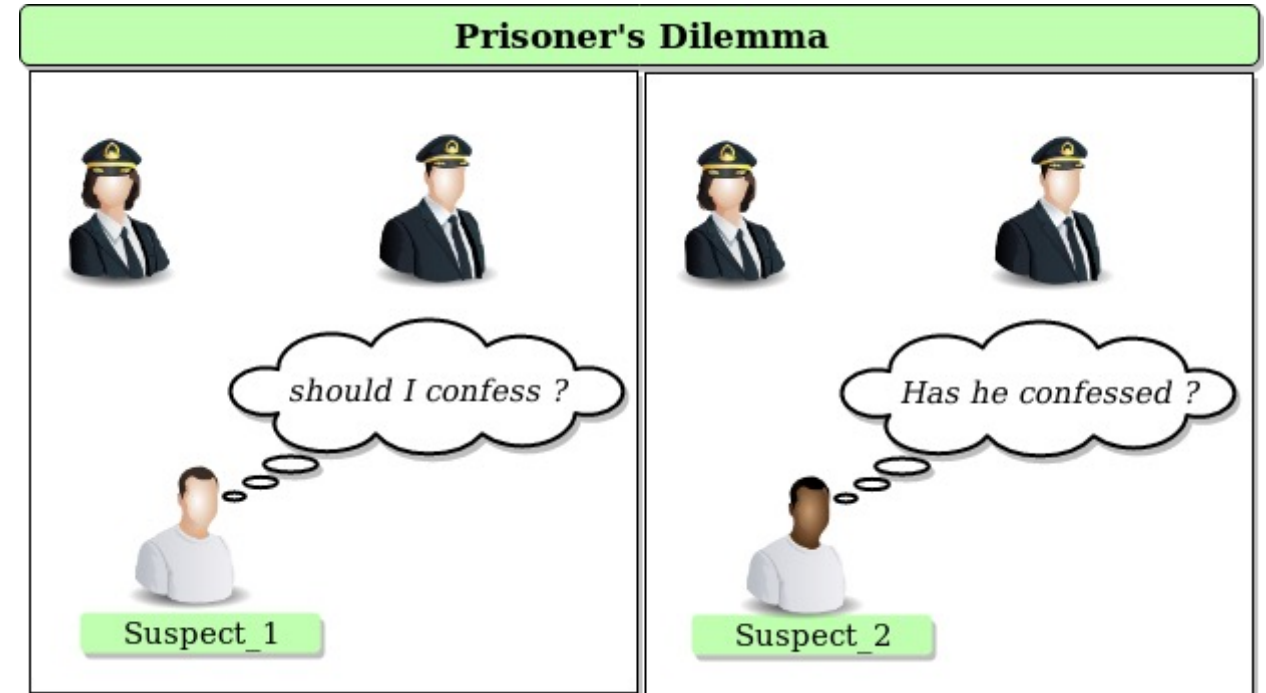 Prisoner's Dilemma
should I confess ?
Suspect_1
Has he confessed ?
Suspect_2